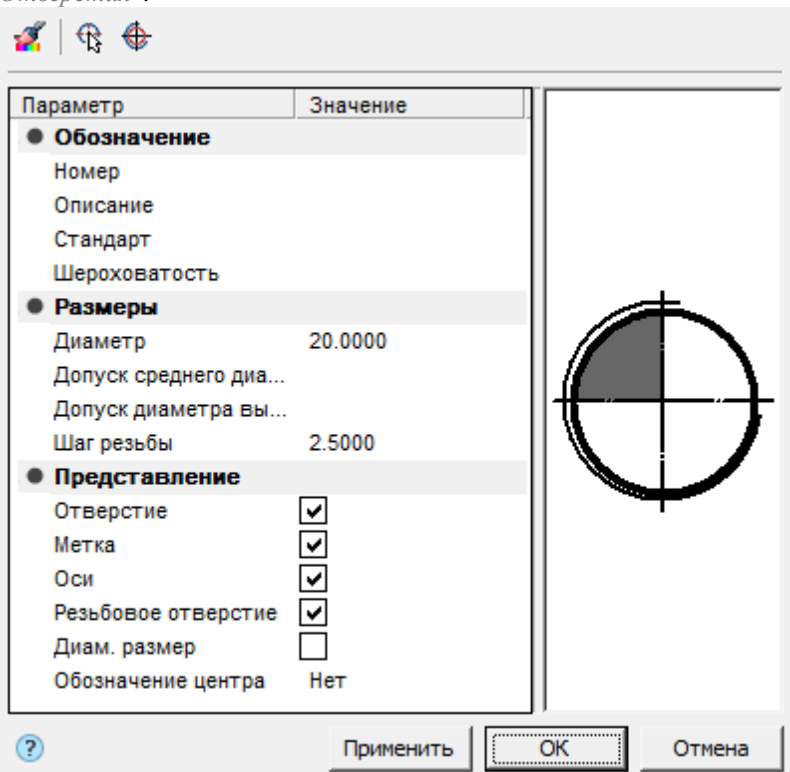 Параметр Значение
Обозначение
Номер
Описание
Стандарт
Шероховатость
Размеры
Диаметр 20.0000
Допуск среднего диа...
Допуск диаметра вы...
Шаг резьбы 2.5000
Представление
Отверстие
Метка
Оси
Резьбовое отверстие
Диам. размер
Обозначение центра Нет
? Применить OK Отмена